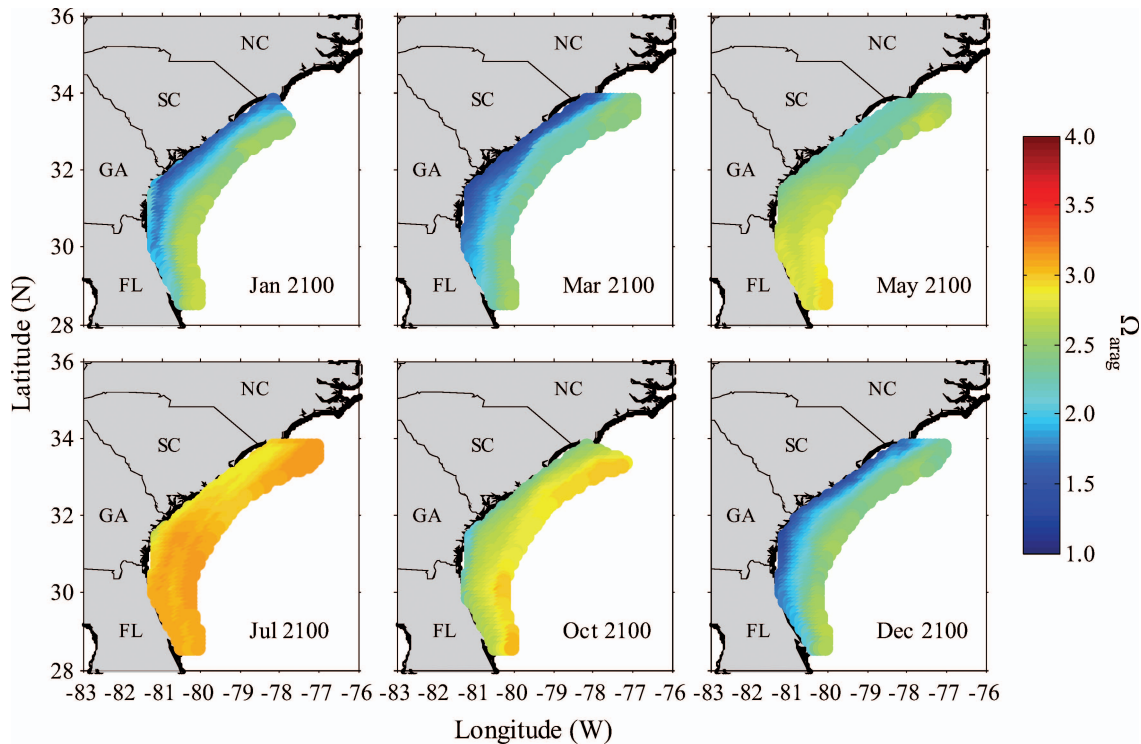 36
34
32
30
28
NC
SC
GA
FL
Jan 2100
NC
SC
GA
FL
Mar 2100
NC
SC
GA
FL
May 2100
4.0
3.5
3.0
2.5
2.0
1.5
1.0
Ω arag
Latitude (N)
36
34
32
30
28
NC
SC
GA
FL
Jul 2100
NC
SC
GA
FL
Oct 2100
NC
SC
GA
FL
Dec 2100
-83 -82 -81 -80 -79 -78 -77 -76
-83 -82 -81 -80 -79 -78 -77 -76
-83 -82 -81 -80 -79 -78 -77 -76
Longitude (W)